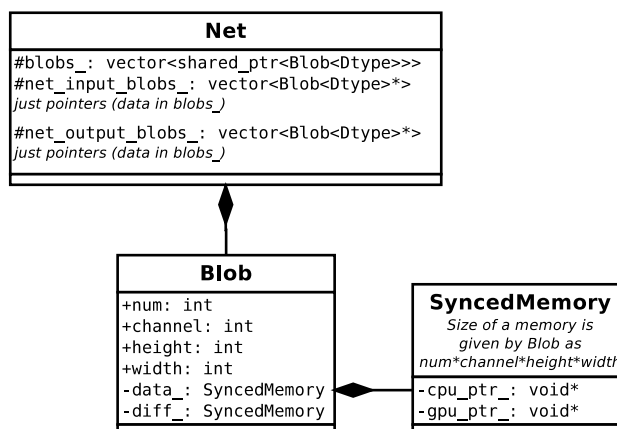 Net
#blobs_: vector<shared_ptr<Blob<Dtype>>>
#net_input_blobs_: vector<Blob<Dtype>*>
just pointers (data in blobs_)
#net_output_blobs_: vector<Blob<Dtype>*>
just pointers (data in blobs_)
Blob
+num: int
+channel: int
+height: int
+width: int
-data_: SyncedMemory
-diff_: SyncedMemory
SyncedMemory
Size of a memory is
given by Blob as
num*channel*height*width
-cpu_ptr_: void*
-gpu_ptr_: void*